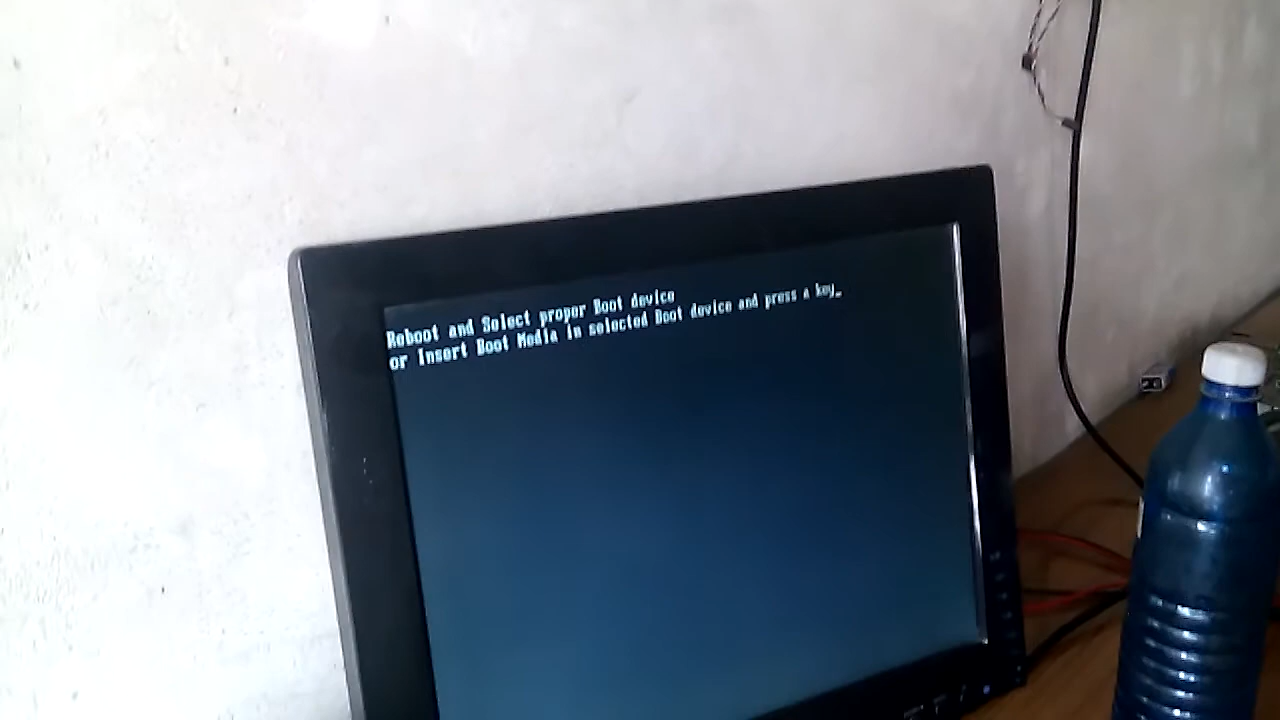 Reboot and Select proper Boot device
or Insert Boot Media in selected Boot device and press a key_